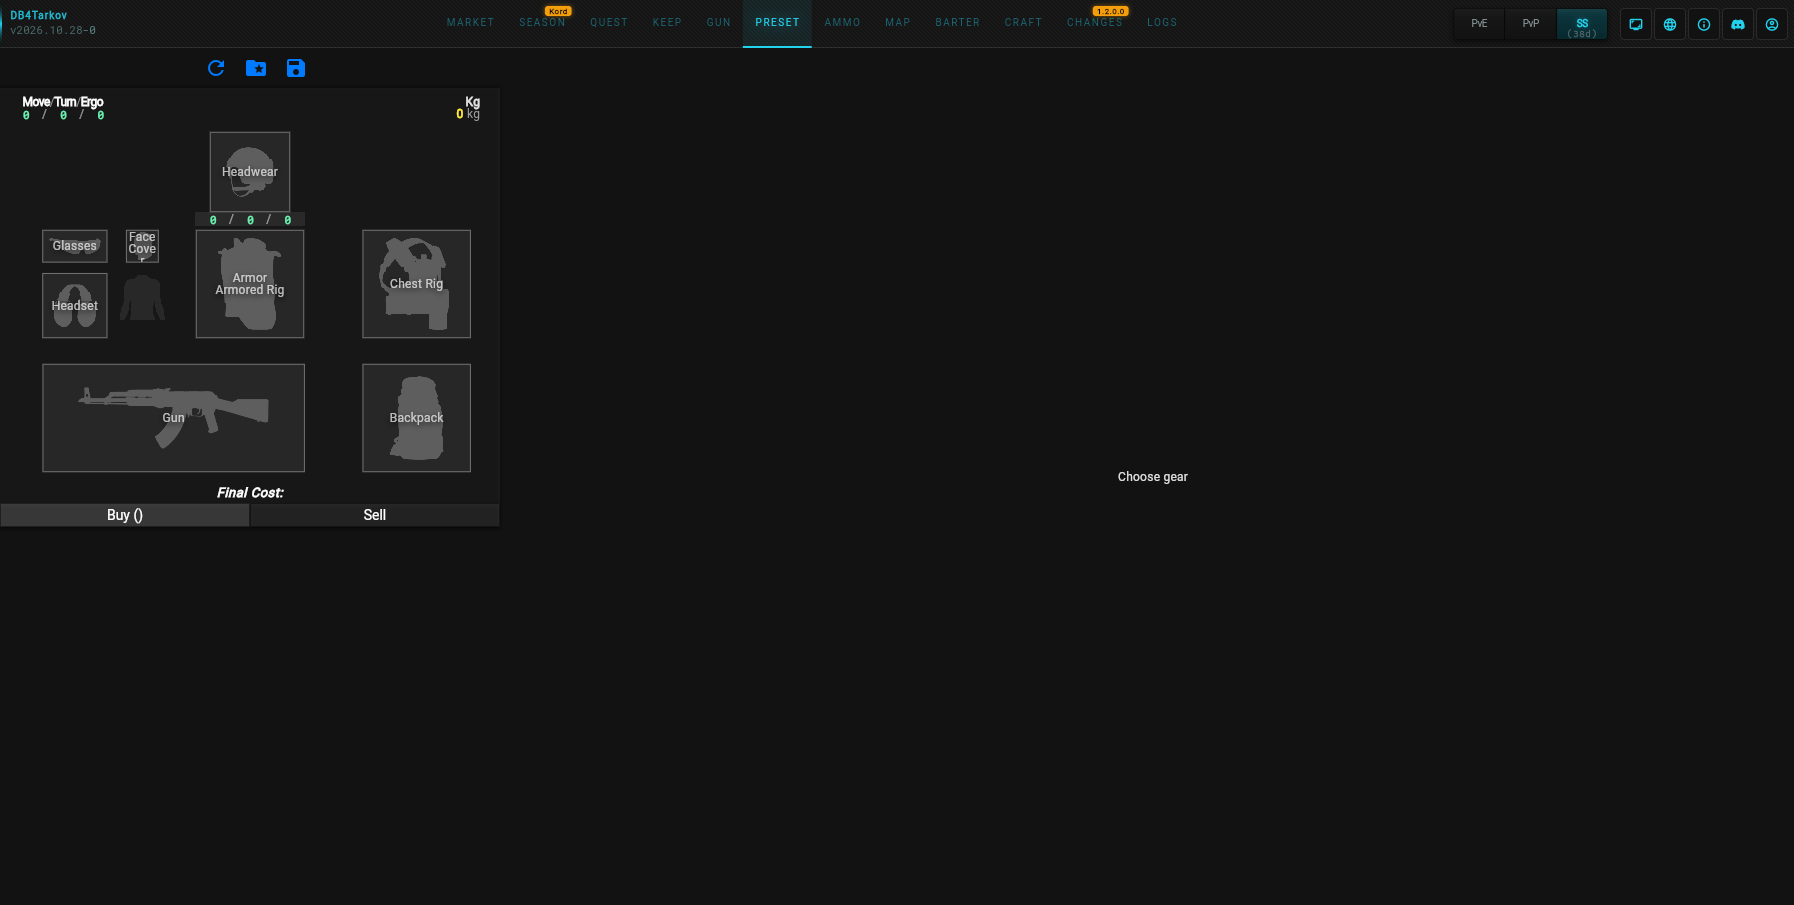 DB4Tarkov
v2026.10.28-0
MARKET
SEASON
Kord
QUEST
KEEP
GUN
PRESET
AMMO
MAP
BARTER
CRAFT
CHANGES
1.2.0.0
LOGS
PvE
PvP
SS
(38d)
Move/Turn/Ergo
0 / 0 / 0
Kg
0 kg
Headwear
0 / 0 / 0
Glasses
Face
Cove
r
Headset
Armor
Armored Rig
Chest Rig
Gun
Backpack
Final Cost:
Buy ()
Sell
Choose gear